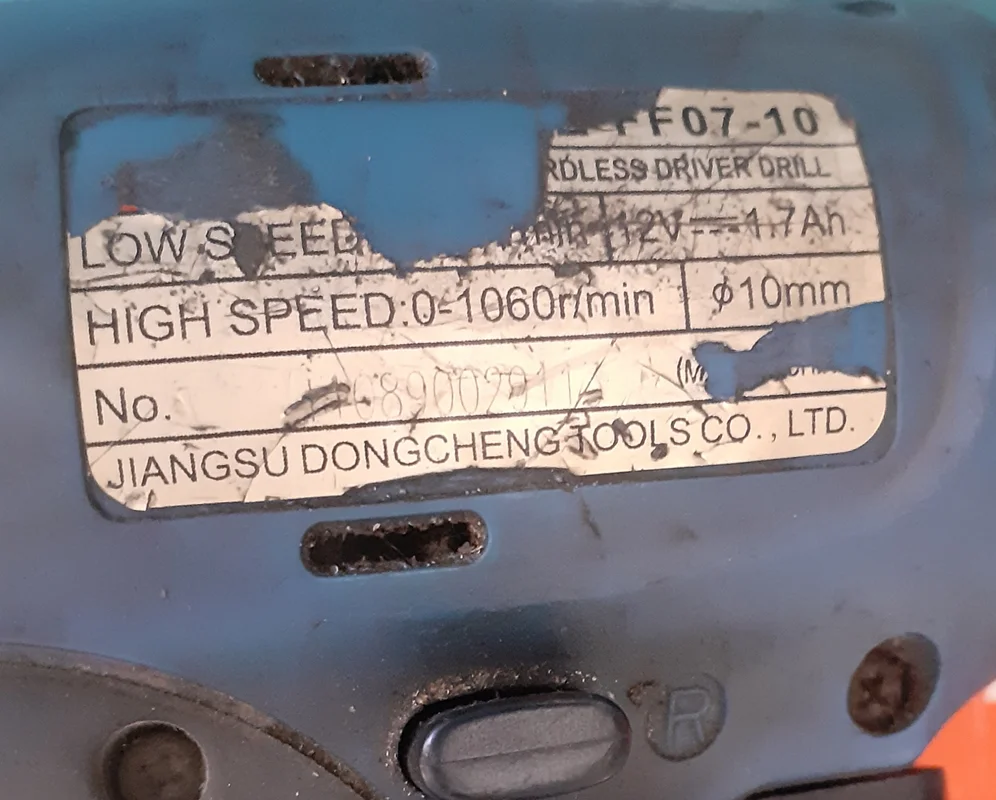 FF07-10
RDLESS DRIVER DRILL
LOW SPEED 12V⎓1.7Ah
HIGH SPEED:0-1060r/min ϕ10mm
No.
JIANGSU DONGCHENG TOOLS CO., LTD.
R